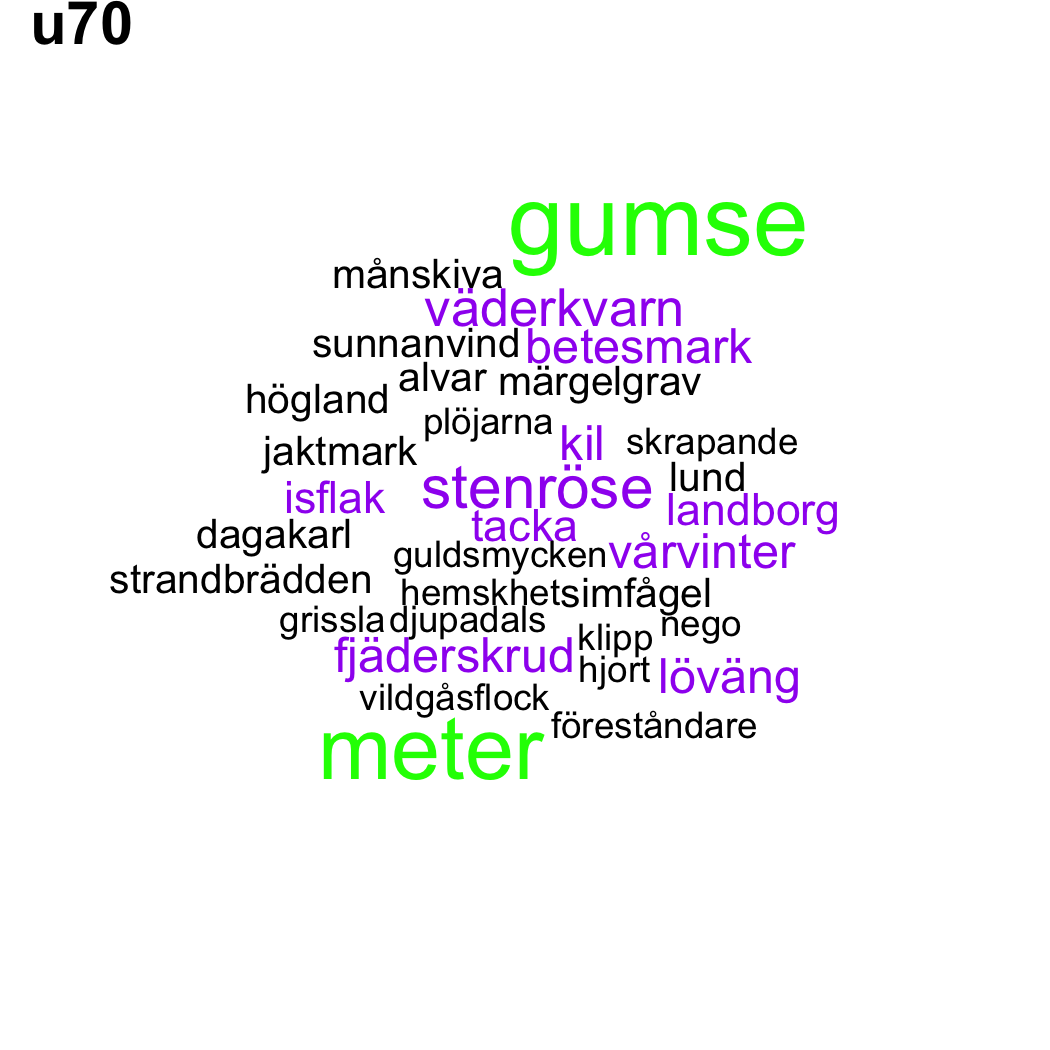 u70
gumse
månskiva
väderkvarn
sunnanvind betesmark
alvar märgelgrav
högland
plöjarna
jaktmark kil skrapande
stenröse lund
isflak landborg
tacka
dagakarl guldsmycken vårvinter
strandbrädden hemskhet simfågel
grissla djupadals klipp nego
fjäderskrud hjort löväng
vildgåsflock
föreståndare
meter